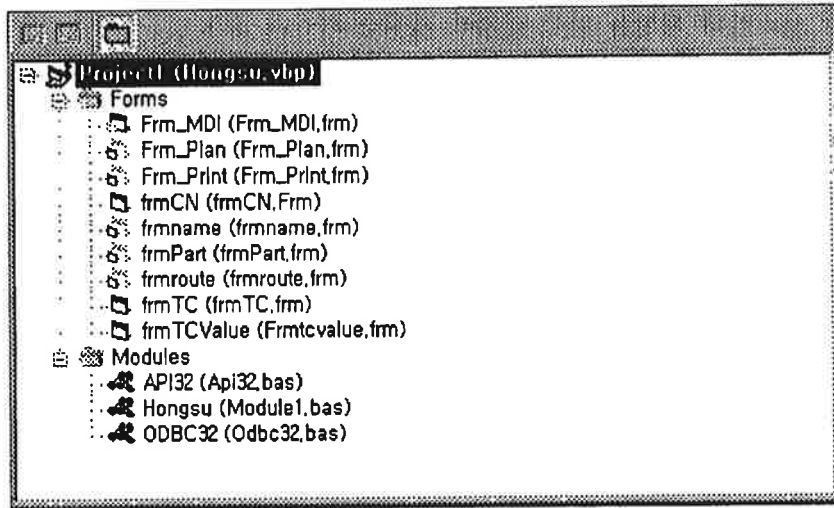 Project1 (Hongsu.vbp)
Forms
Frm_MDI (Frm_MDI.frm)
Frm_Plan (Frm_Plan.frm)
Frm_Print (Frm_Print.frm)
frmCN (frmCN.Frm)
frmname (frmname.frm)
frmPart (frmPart.frm)
frmroute (frmroute.frm)
frmTC (frmTC.frm)
frmTCValue (Frmtcvalue.frm)
Modules
API32 (Api32.bas)
Hongsu (Module1.bas)
ODBC32 (Odbc32.bas)